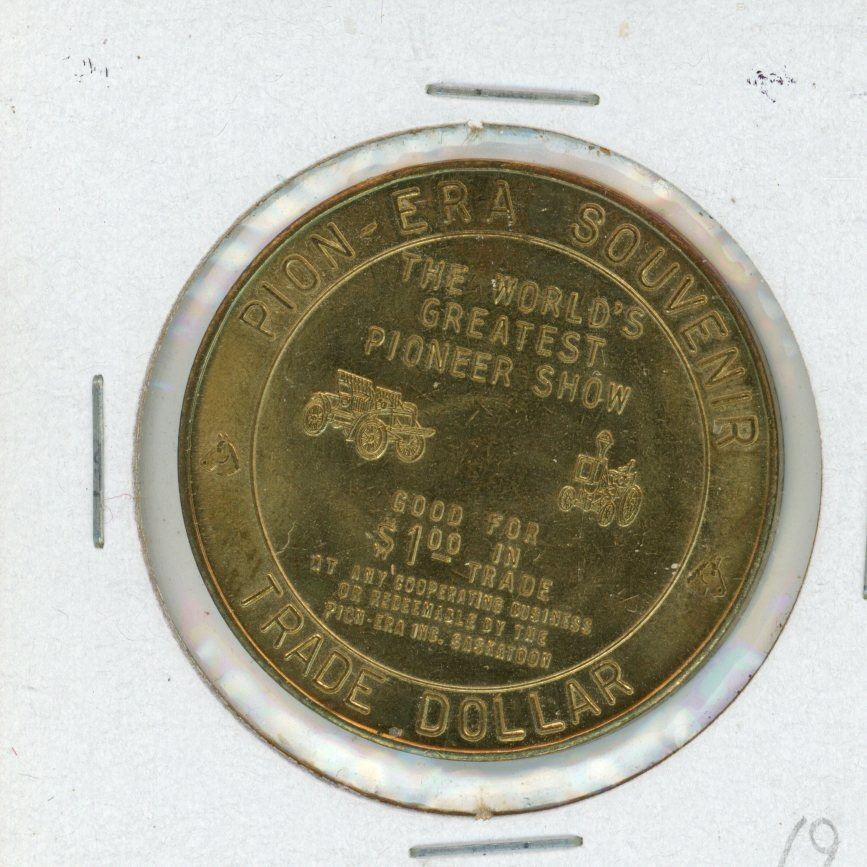 PION-ERA SOUVENIR
THE WORLD'S
GREATEST
PIONEER SHOW
GOOD FOR
$1.00 IN
TRADE
AT ANY COOPERATING BUSINESS
OR REDEEMABLE BY THE
PION-ERA INC. SASKATOON
TRADE DOLLAR
19